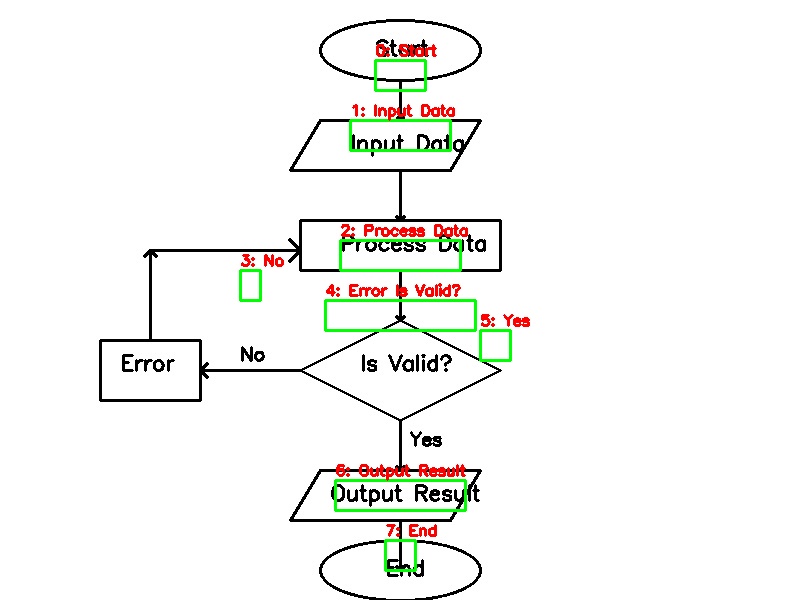 Start
0: Start
1: Input Data
Input Data
2: Process Data
Process Data
3: No
4: Error Is Valid?
5: Yes
No
Error
Is Valid?
Yes
6: Output Result
Output Result
7: End
End